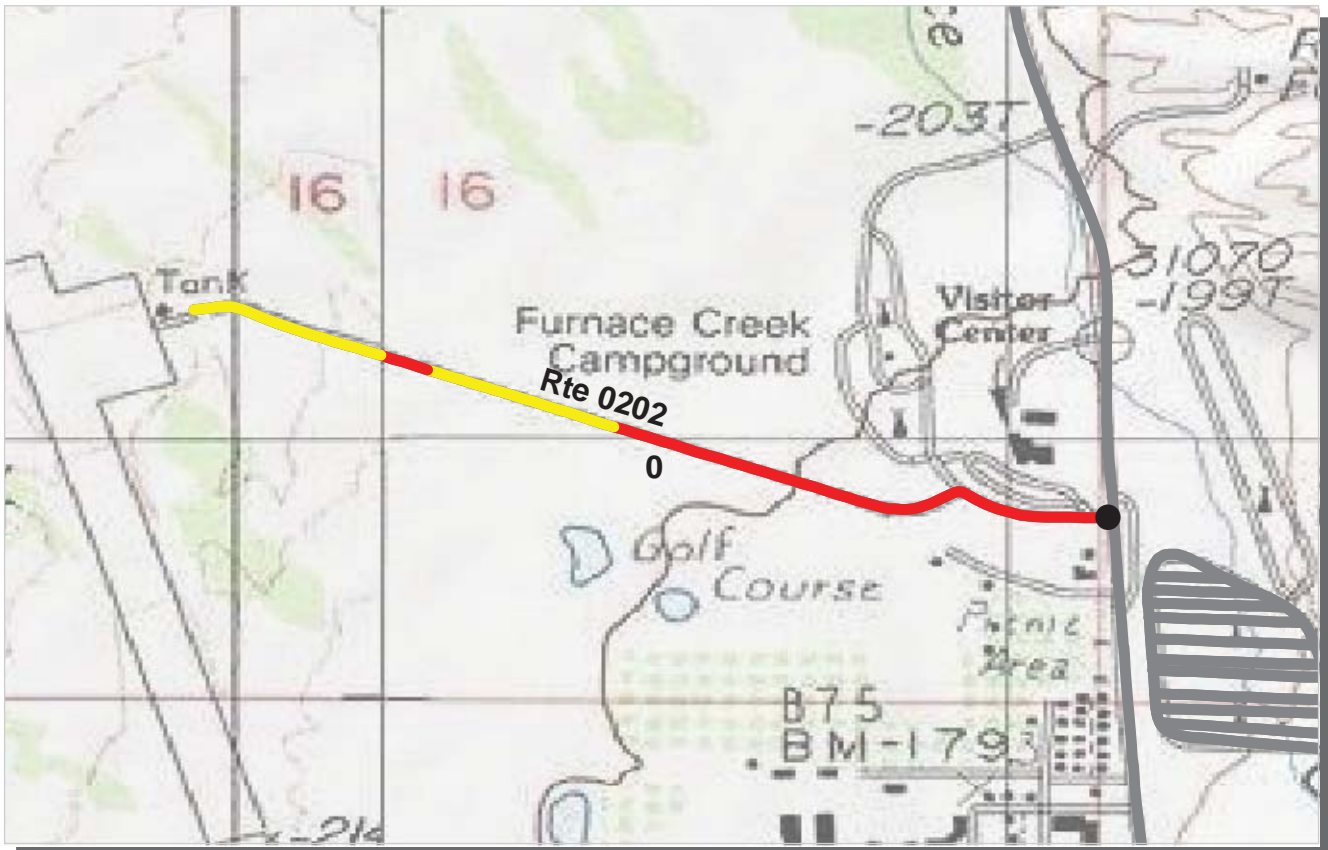 -203T
16 16
Tank
51070
-199T
Visitor
Center
Furnace Creek
Campground
Rte 0202
0
Golf
Course
Picnic
Area
B75
BM-179
-214